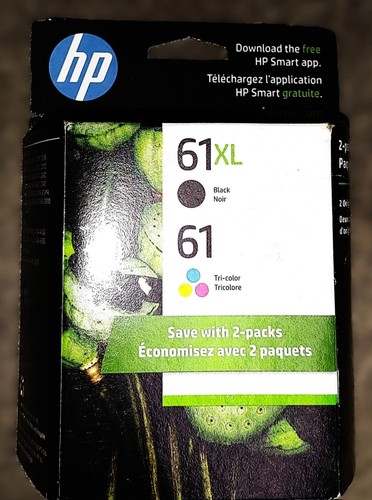 hp
Download the free
HP Smart app.
Téléchargez l'application
HP Smart gratuite.
61XL
Black
Noir
61
Tri-color
Tricolore
Save with 2-packs
Économisez avec 2 paquets